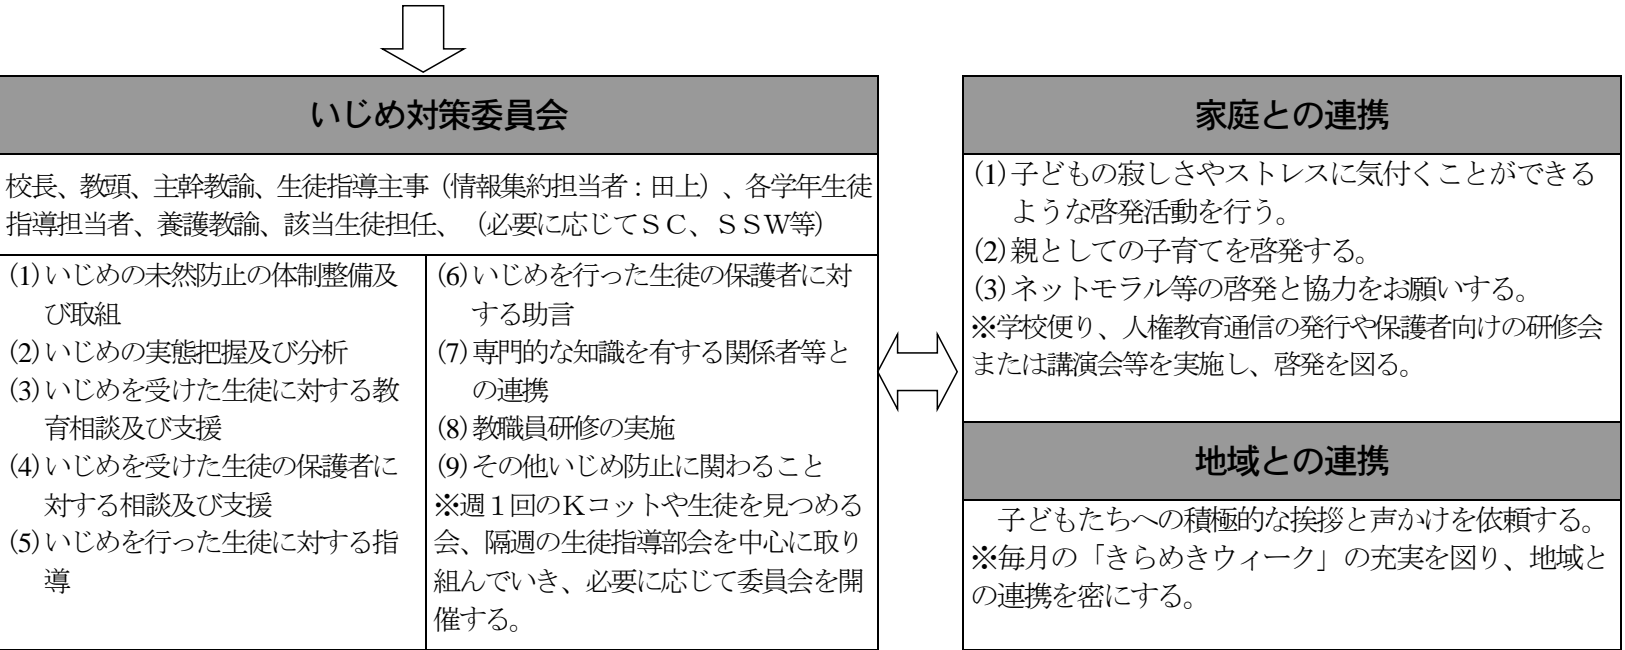 いじめ対策委員会
校長、教頭、主幹教諭、生徒指導主事（情報集約担当者：田上）、各学年生徒
指導担当者、養護教諭、該当生徒担任、（必要に応じてＳＣ、ＳＳＷ等）
(1)いじめの未然防止の体制整備及
び取組
(2)いじめの実態把握及び分析
(3)いじめを受けた生徒に対する教
育相談及び支援
(4)いじめを受けた生徒の保護者に
対する相談及び支援
(5)いじめを行った生徒に対する指
導
(6)いじめを行った生徒の保護者に対
する助言
(7)専門的な知識を有する関係者等と
の連携
(8)教職員研修の実施
(9)その他いじめ防止に関わること
※週１回のＫコットや生徒を見つめる
会、隔週の生徒指導部会を中心に取り
組んでいき、必要に応じて委員会を開
催する。
家庭との連携
(1)子どもの寂しさやストレスに気付くことができる
ような啓発活動を行う。
(2)親としての子育てを啓発する。
(3)ネットモラル等の啓発と協力をお願いする。
※学校便り、人権教育通信の発行や保護者向けの研修会
または講演会等を実施し、啓発を図る。
地域との連携
子どもたちへの積極的な挨拶と声かけを依頼する。
※毎月の「きらめきウィーク」の充実を図り、地域と
の連携を密にする。